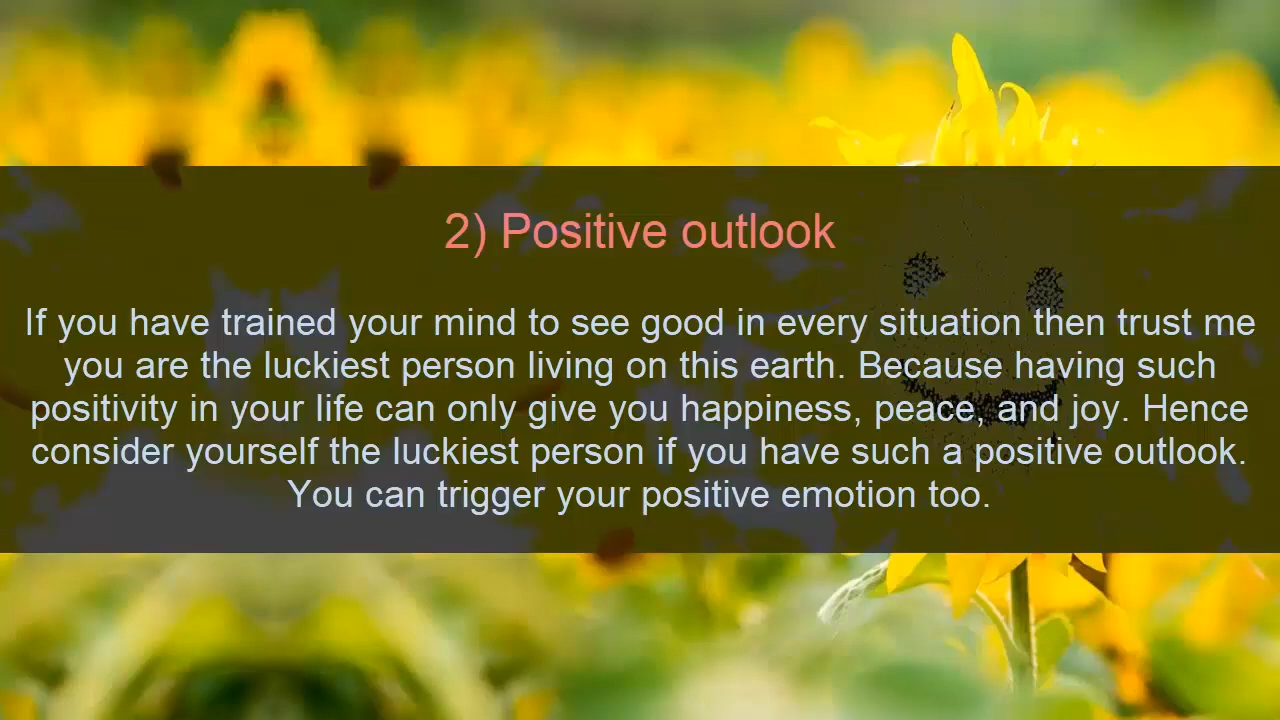 2) Positive outlook
If you have trained your mind to see good in every situation then trust me
you are the luckiest person living on this earth. Because having such
positivity in your life can only give you happiness, peace, and joy. Hence
consider yourself the luckiest person if you have such a positive outlook.
You can trigger your positive emotion too.